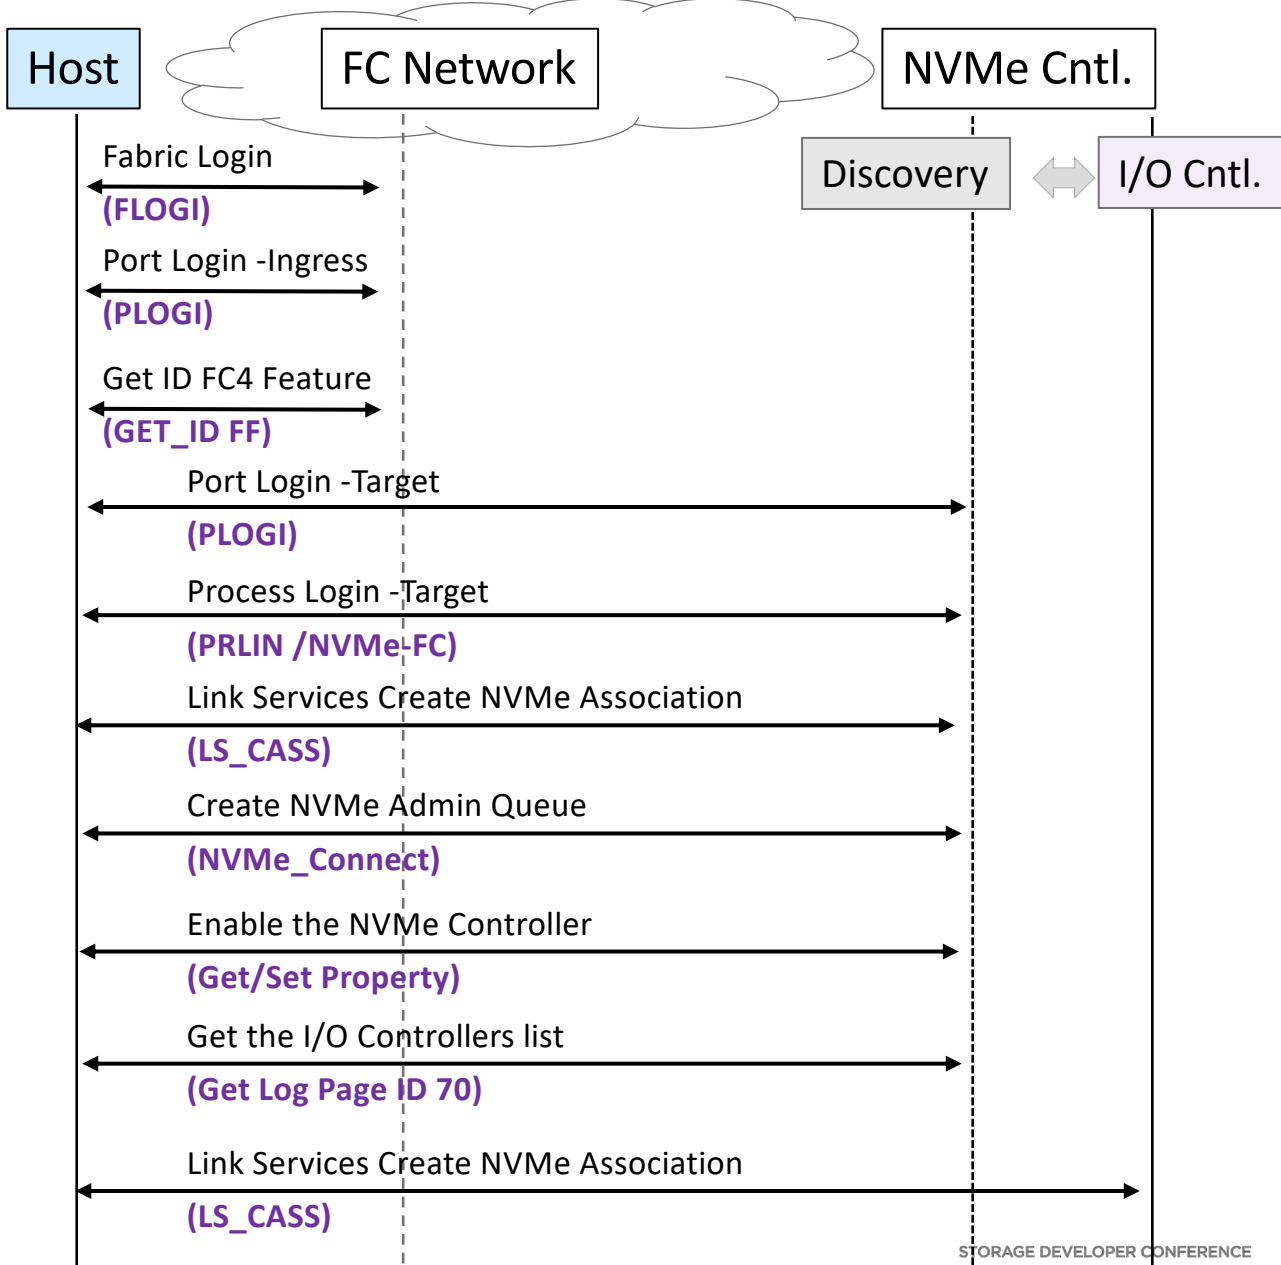 Host
FC Network
NVMe Cntl.
Discovery
I/O Cntl.
Fabric Login
(FLOGI)
Port Login -Ingress
(PLOGI)
Get ID FC4 Feature
(GET_ID FF)
Port Login -Target
(PLOGI)
Process Login -Target
(PRLIN /NVMe-FC)
Link Services Create NVMe Association
(LS_CASS)
Create NVMe Admin Queue
(NVMe_Connect)
Enable the NVMe Controller
(Get/Set Property)
Get the I/O Controllers list
(Get Log Page ID 70)
Link Services Create NVMe Association
(LS_CASS)
STORAGE DEVELOPER CONFERENCE